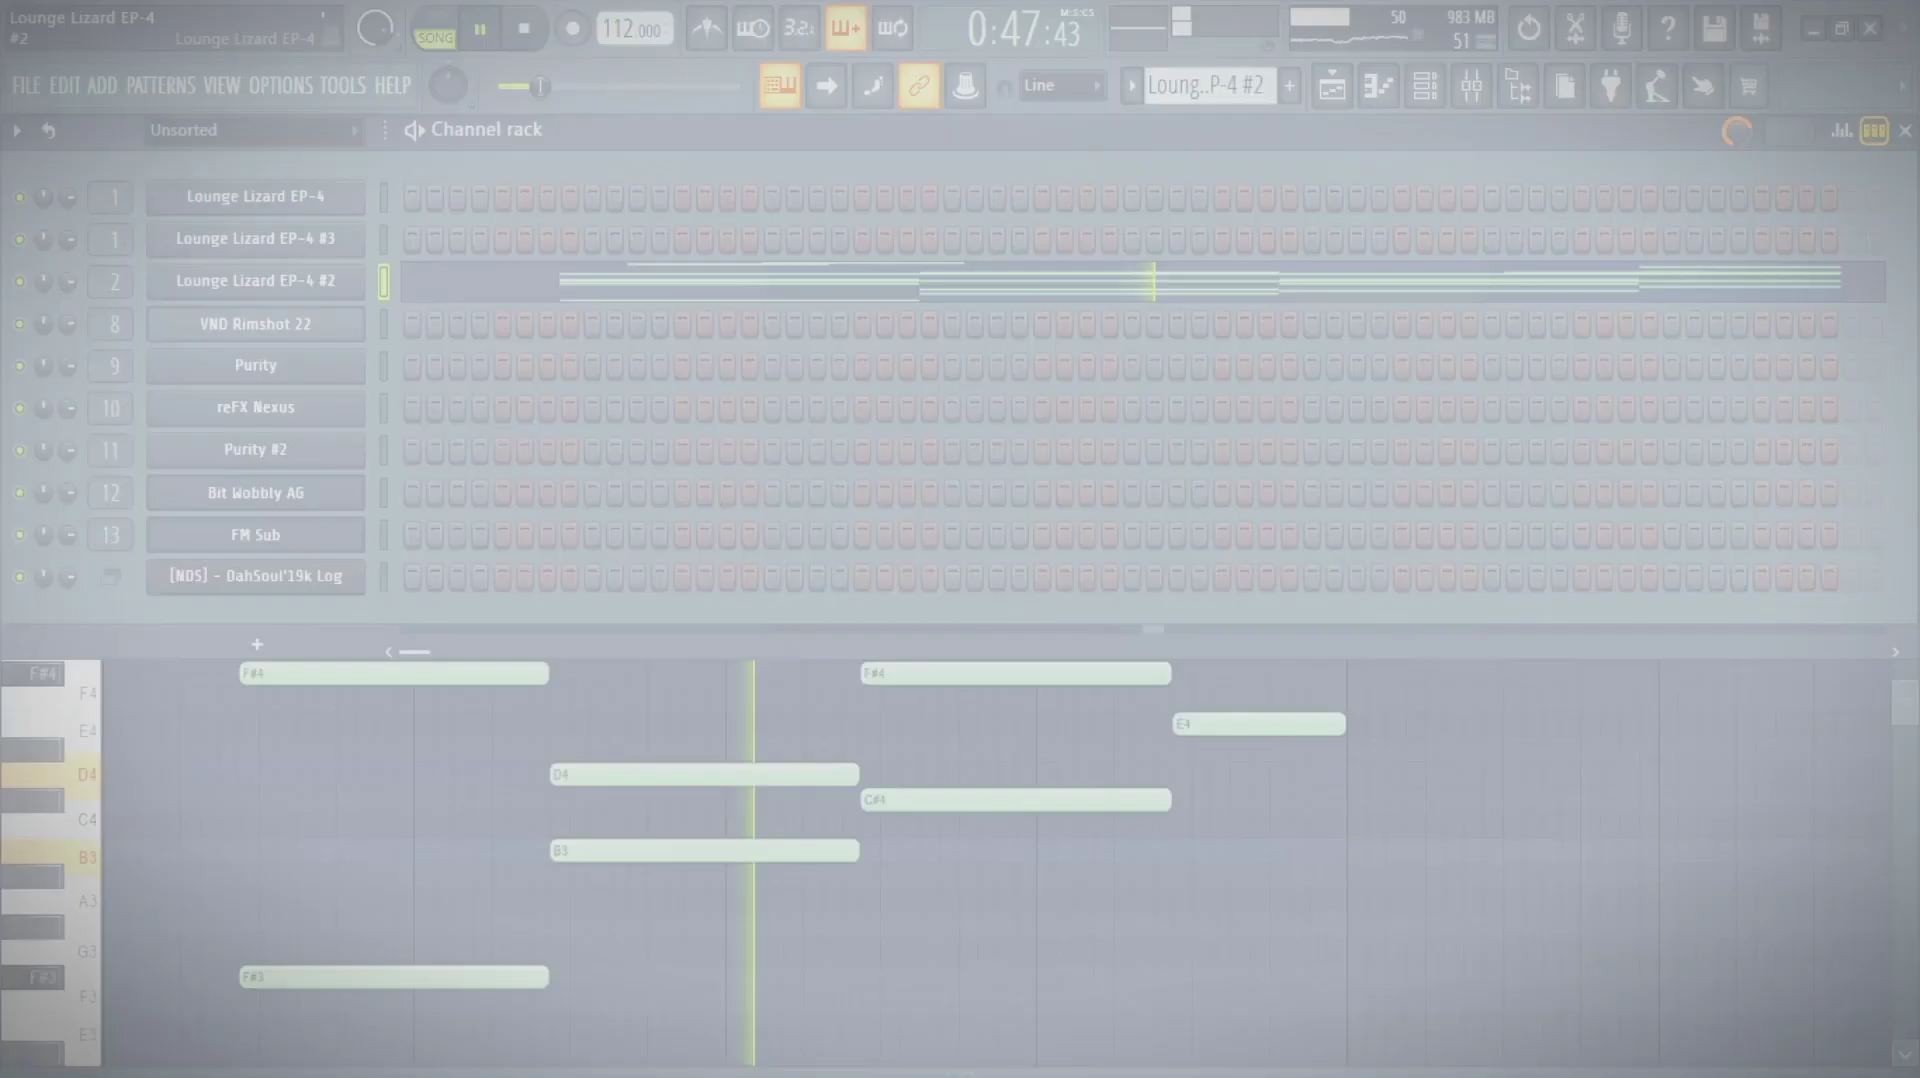 Lounge Lizard EP-4
#2
Lounge Lizard EP-4
SONG
112.000
3.2
0:47:43
M:S:CS
50
983 MB
51
FILE EDIT ADD PATTERNS VIEW OPTIONS TOOLS HELP
Line
Loung..P-4 #2
+
Unsorted
Channel rack
1
Lounge Lizard EP-4
1
Lounge Lizard EP-4 #3
2
Lounge Lizard EP-4 #2
8
VND Rimshot 22
9
Purity
10
reFX Nexus
11
Purity #2
12
Bit Wobbly AG
13
FM Sub
[NDS] - DahSoul'19k Log
+
F#4
F#4
F#4
F4
E4
E4
D4
D4
C#4
C4
B3
B3
A3
G3
F#3
F#3
F3
E3